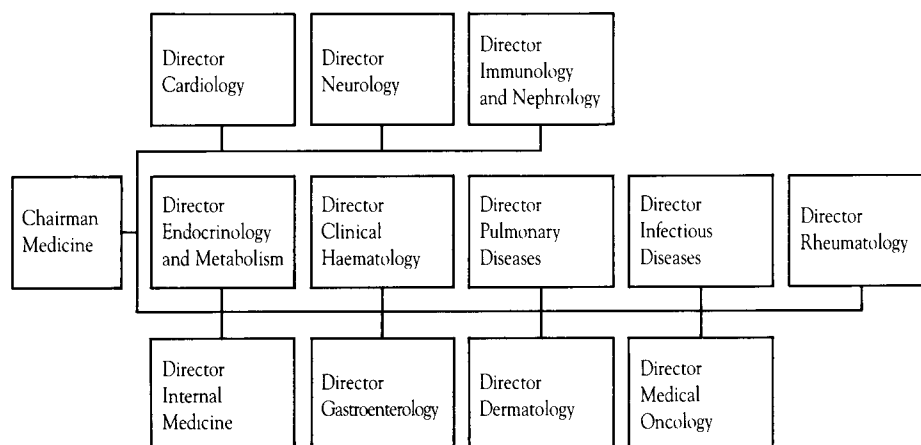 Director
Cardiology
Director
Neurology
Director
Immunology
and Nephrology
Chairman
Medicine
Director
Endocrinology
and Metabolism
Director
Clinical
Haematology
Director
Pulmonary
Diseases
Director
Infectious
Diseases
Director
Rheumatology
Director
Internal
Medicine
Director
Gastroenterology
Director
Dermatology
Director
Medical
Oncology